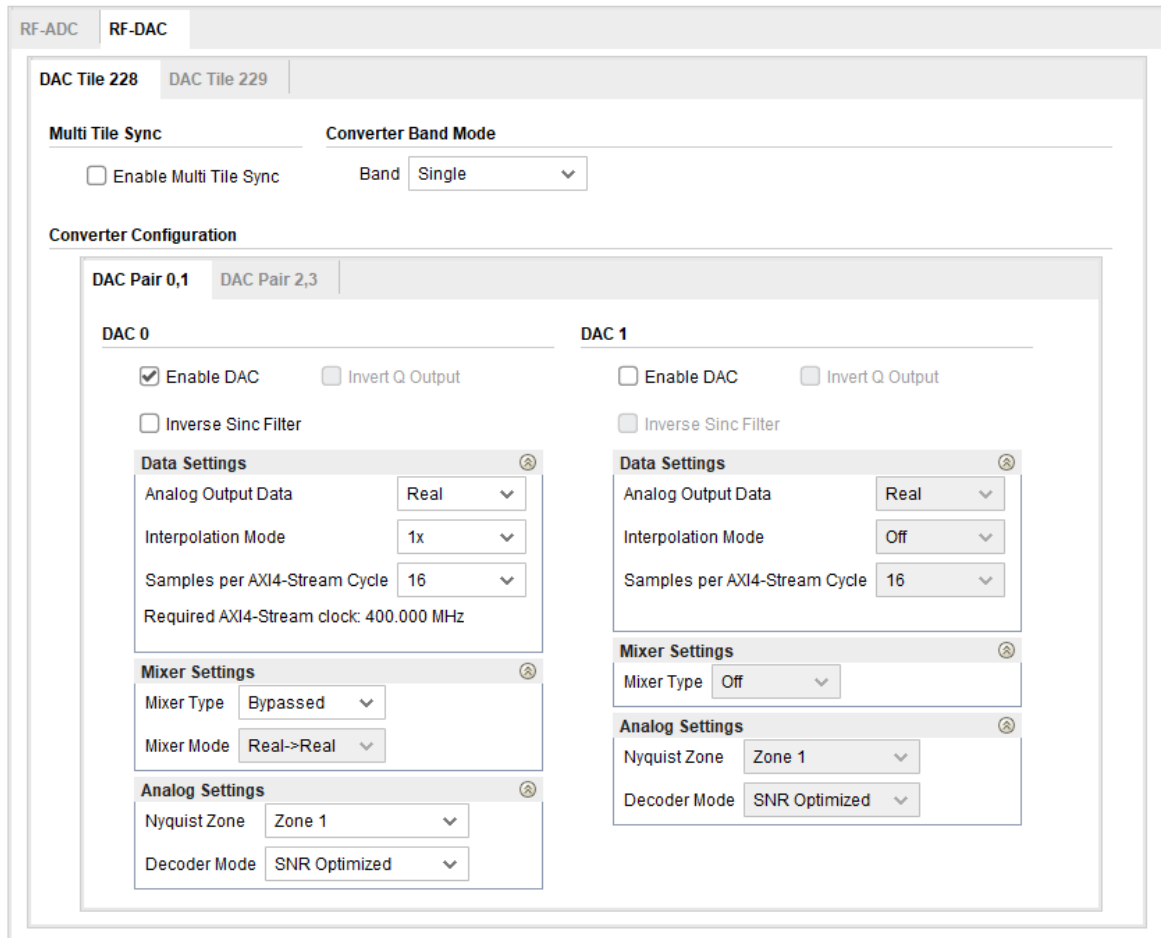 RF-ADC RF-DAC
DAC Tile 228 DAC Tile 229
Multi Tile Sync Converter Band Mode
Enable Multi Tile Sync Band Single
Converter Configuration
DAC Pair 0,1 DAC Pair 2,3
DAC 0
Enable DAC Invert Q Output
Inverse Sinc Filter
Data Settings
Analog Output Data Real
Interpolation Mode 1x
Samples per AXI4-Stream Cycle 16
Required AXI4-Stream clock: 400.000 MHz
Mixer Settings
Mixer Type Bypassed
Mixer Mode Real->Real
Analog Settings
Nyquist Zone Zone 1
Decoder Mode SNR Optimized
DAC 1
Enable DAC Invert Q Output
Inverse Sinc Filter
Data Settings
Analog Output Data Real
Interpolation Mode Off
Samples per AXI4-Stream Cycle 16
Mixer Settings
Mixer Type Off
Analog Settings
Nyquist Zone Zone 1
Decoder Mode SNR Optimized